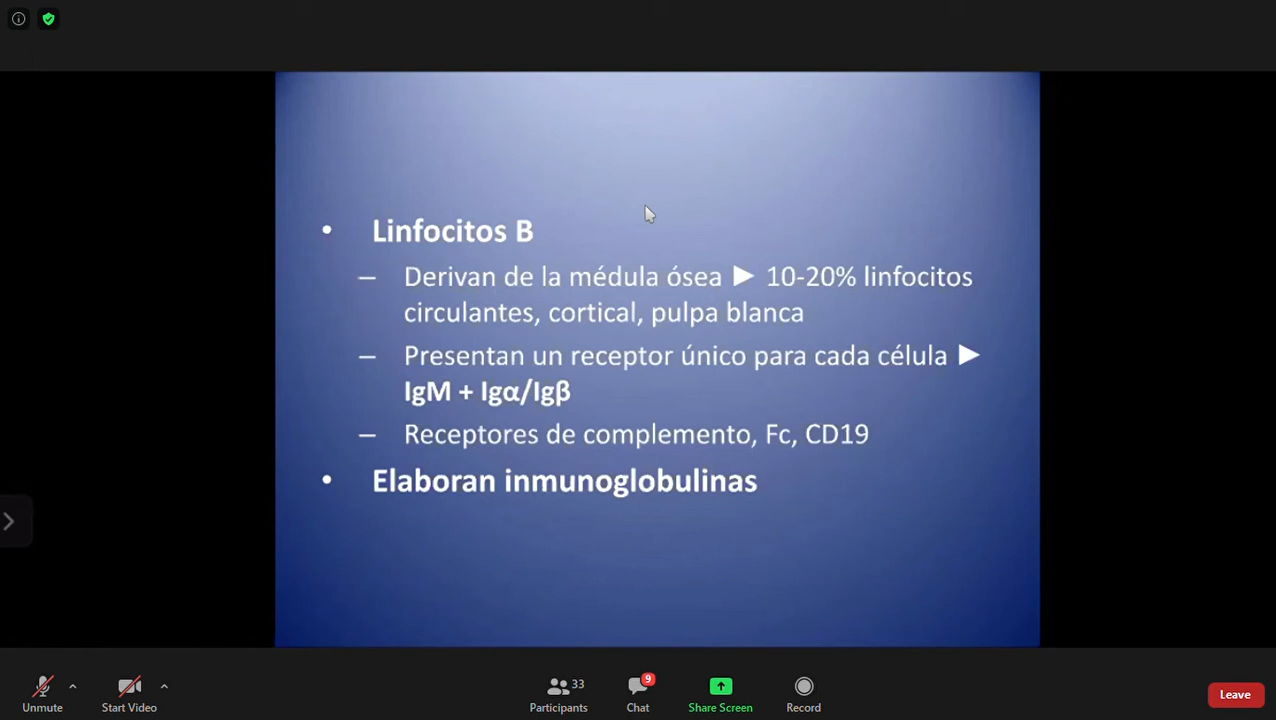 • Linfocitos B
– Derivan de la médula ósea ► 10-20% linfocitos
circulantes, cortical, pulpa blanca
– Presentan un receptor único para cada célula ►
IgM + Igα/Igβ
– Receptores de complemento, Fc, CD19
• Elaboran inmunoglobulinas
Unmute
Start Video
33
Participants
9
Chat
Share Screen
Record
Leave